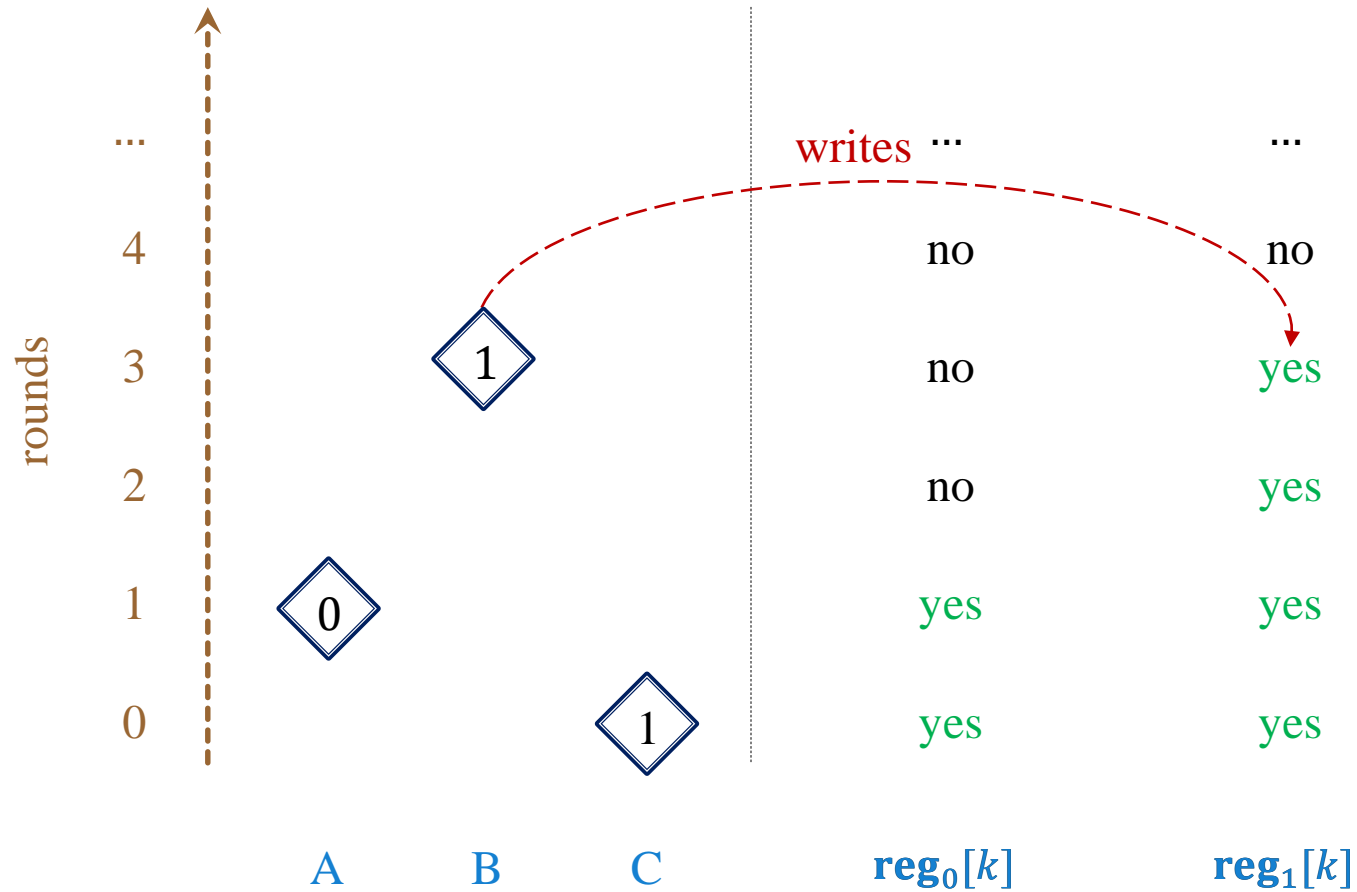 ... writes ... ...
4 no no
rounds 3 1 no yes
2 no yes
1 0 yes yes
0 1 yes yes
A B C reg₀[k] reg₁[k]